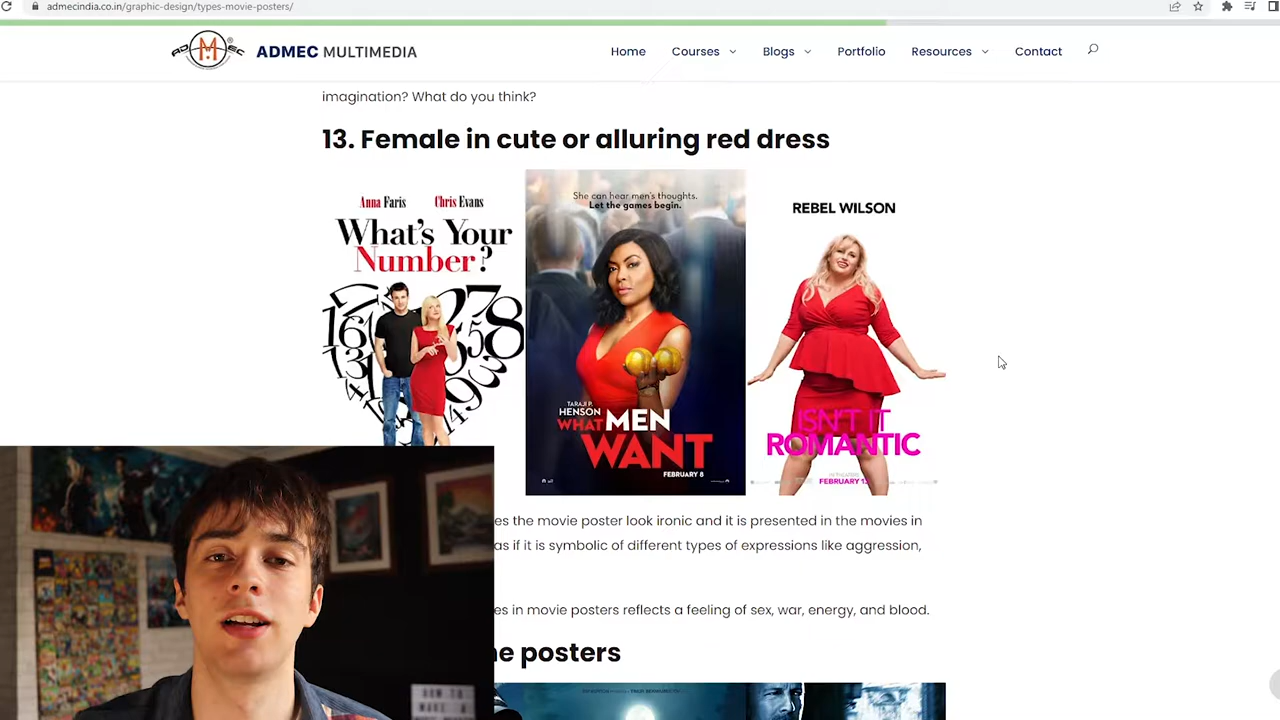 admecindia.co.in/graphic-design/types-movie-posters/
ADMEC MULTIMEDIA
Home
Courses
Blogs
Portfolio
Resources
Contact
imagination? What do you think?
13. Female in cute or alluring red dress
Anna Faris Chris Evans
What's Your
Number?
She can hear men's thoughts.
Let the games begin.
TARAJI P.
HENSON
WHAT MEN
WANT
FEBRUARY 8
REBEL WILSON
ISN'T IT
ROMANTIC
IN THEATERS
es the movie poster look ironic and it is presented in the movies in
as if it is symbolic of different types of expressions like aggression,
es in movie posters reflects a feeling of sex, war, energy, and blood.
posters
HOW TO
MAKE A